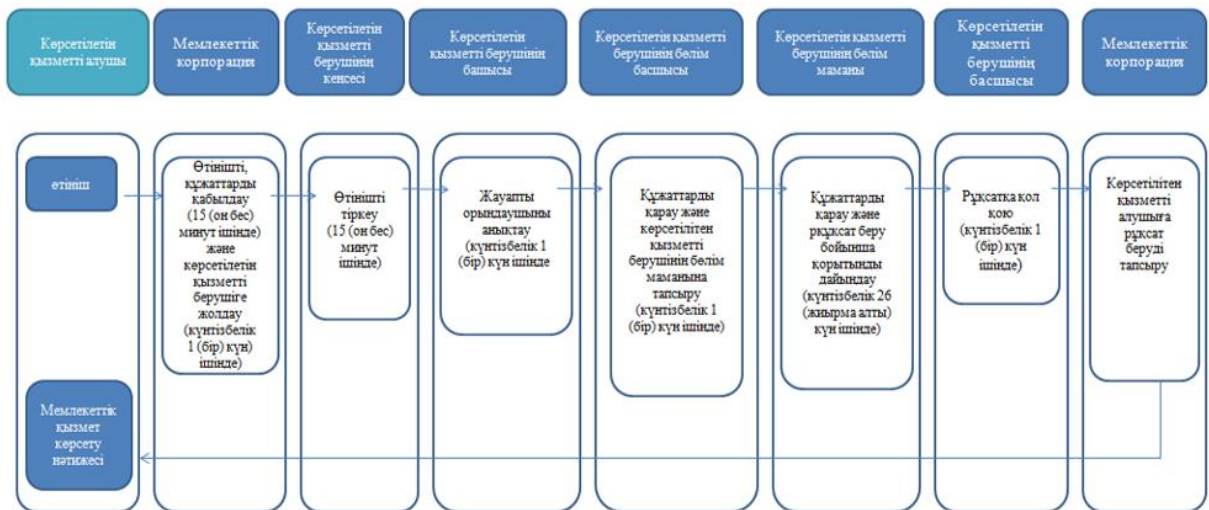 Көрсетілетін
қызметті алушы
Мемлекеттік
корпорация
Көрсетілетін
қызметті
берушінің
кеңсесі
Көрсетілетін
қызметті берушінің
башысы
Көрсетілетін қызметті
берушінің бөлім
басшысы
Көрсетілетін қызметті
берушінің бөлім
маманы
Көрсетілетін
қызметті
берушінің
басшысы
Мемлекеттік
корпорация
өтініш
Өтінішті,
құжаттарды
қабылдау
(15 (он бес)
минут ішінде)
және
көрсетілетін
қызметті
берушіге
жолдау
(күнтізбелік
1 (бір) күн)
ішінде)
Өтінішті
тіркеу
(15 (он бес)
минут
ішінде)
Жауапты
орындаушыны
анықтау
(күнтізбелік 1
(бір) күн ішінде
Құжаттарды
қарау және
көрсетілітен
қызметті
берушінің бөлім
маманына
тапсыру
(күнтізбелік 1
(бір) күн ішінде)
Құжаттарды
қарау және
рқұқсат беру
бойынша
қорытынды
дайындау
(күнтізбелік 26
(жиырма алты)
күн ішінде)
Рұқсатқа қол
қою
(күнтізбелік 1
(бір) күн
ішінде)
Көрсетілітен
қызметті
алушыға
рұқсат
беруді
тапсыру
Мемлекеттік
қызмет
көрсету
нәтижесі